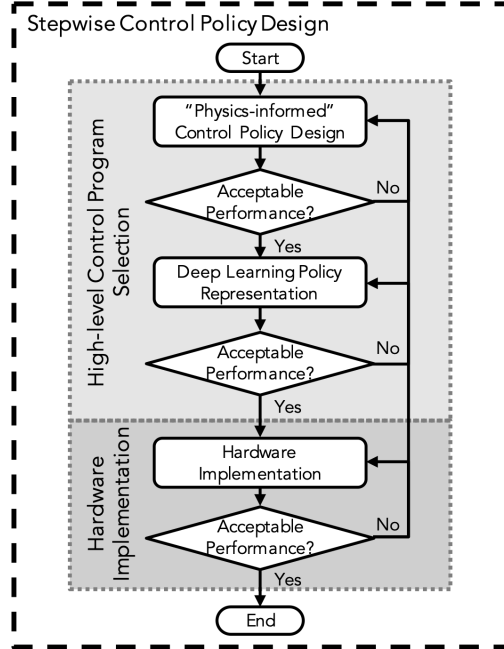 Stepwise Control Policy Design
Start
High-level Control Program
Selection
"Physics-informed"
Control Policy Design
Acceptable
Performance?
No
Yes
Deep Learning Policy
Representation
Acceptable
Performance?
No
Yes
Hardware
Implementation
Hardware
Implementation
Acceptable
Performance?
No
Yes
End